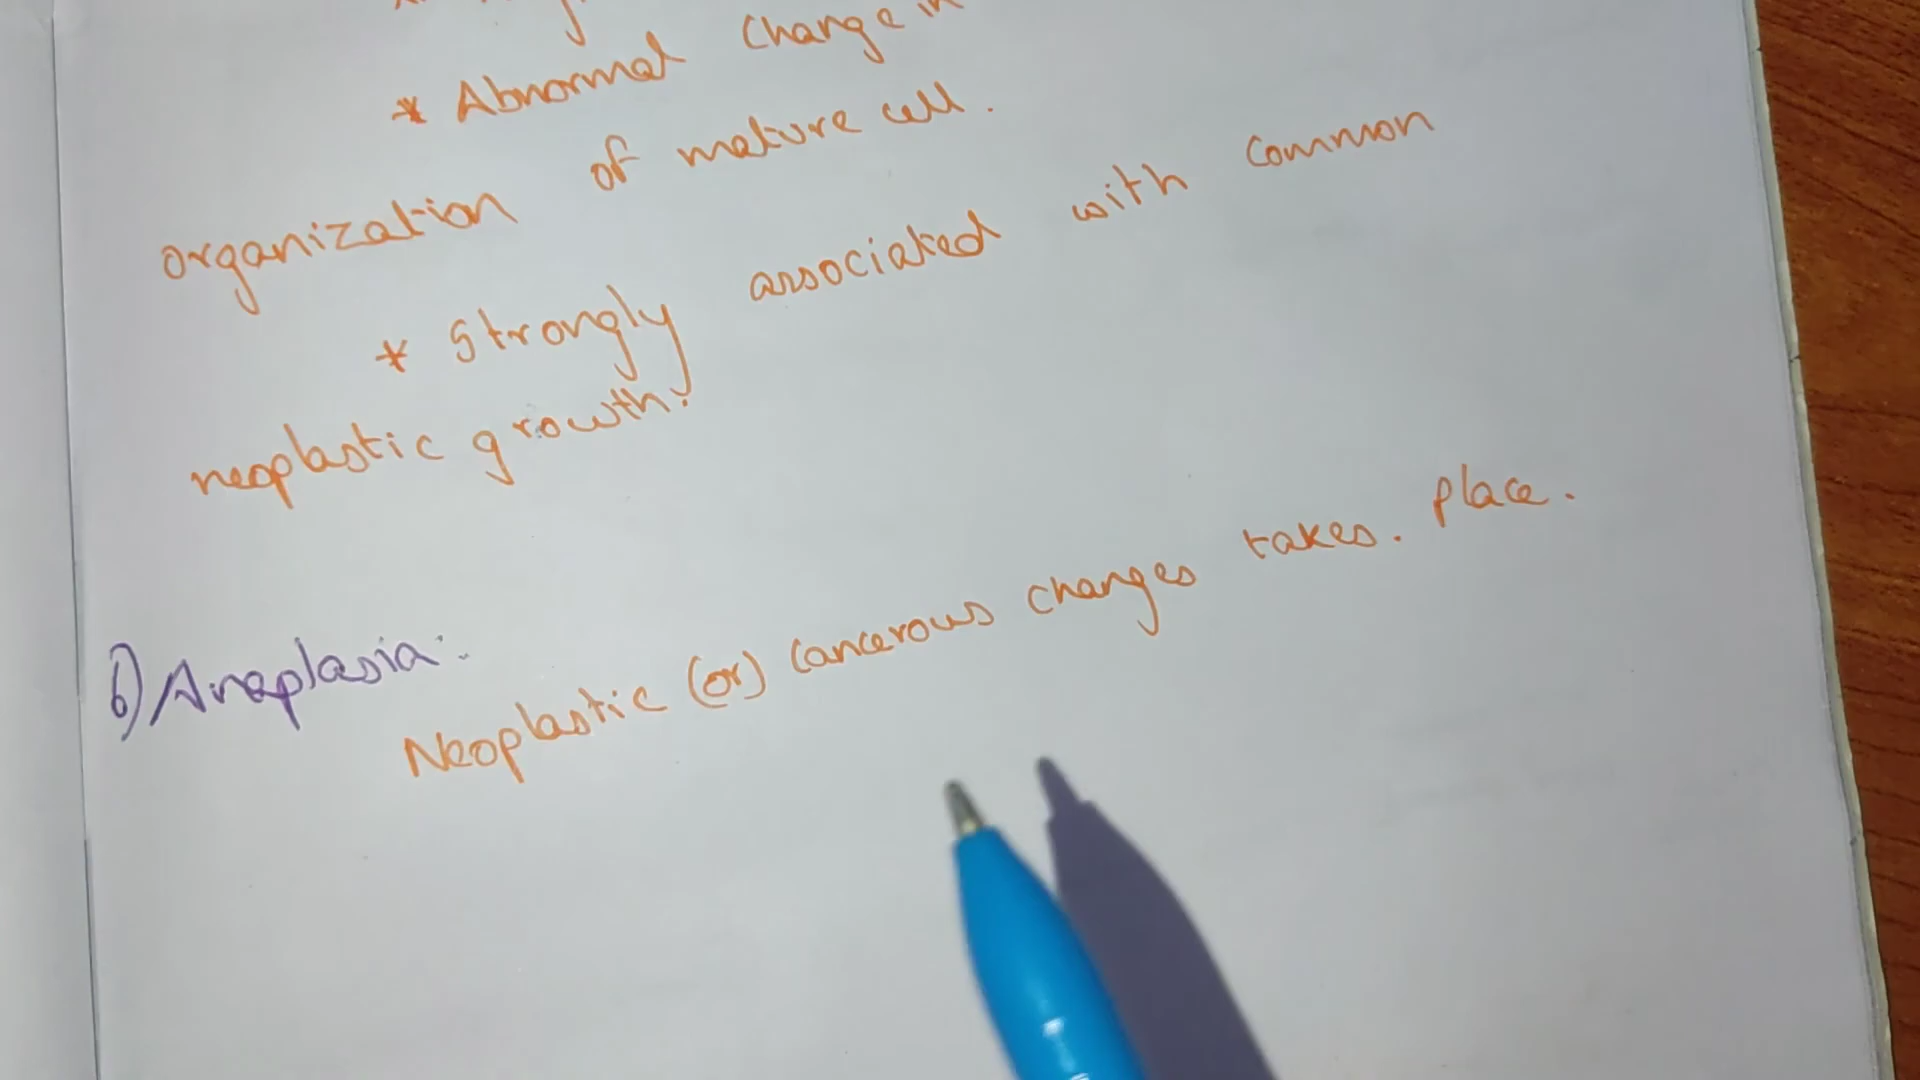 * Abnormal Change in
organization of mature cell.
* Strongly associated with common
neoplastic growth.
6) Anaplasia:
Neoplastic (or) Cancerous changes takes. place.